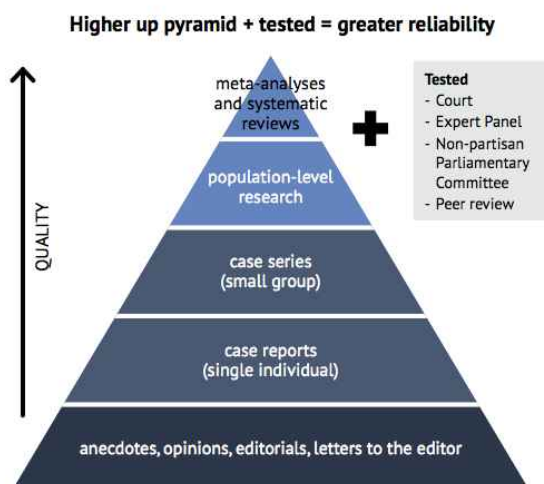 Higher up pyramid + tested = greater reliability
QUALITY
meta-analyses
and systematic
reviews
population-level
research
case series
(small group)
case reports
(single individual)
anecdotes, opinions, editorials, letters to the editor
Tested
- Court
- Expert Panel
- Non-partisan
Parliamentary
Committee
- Peer review